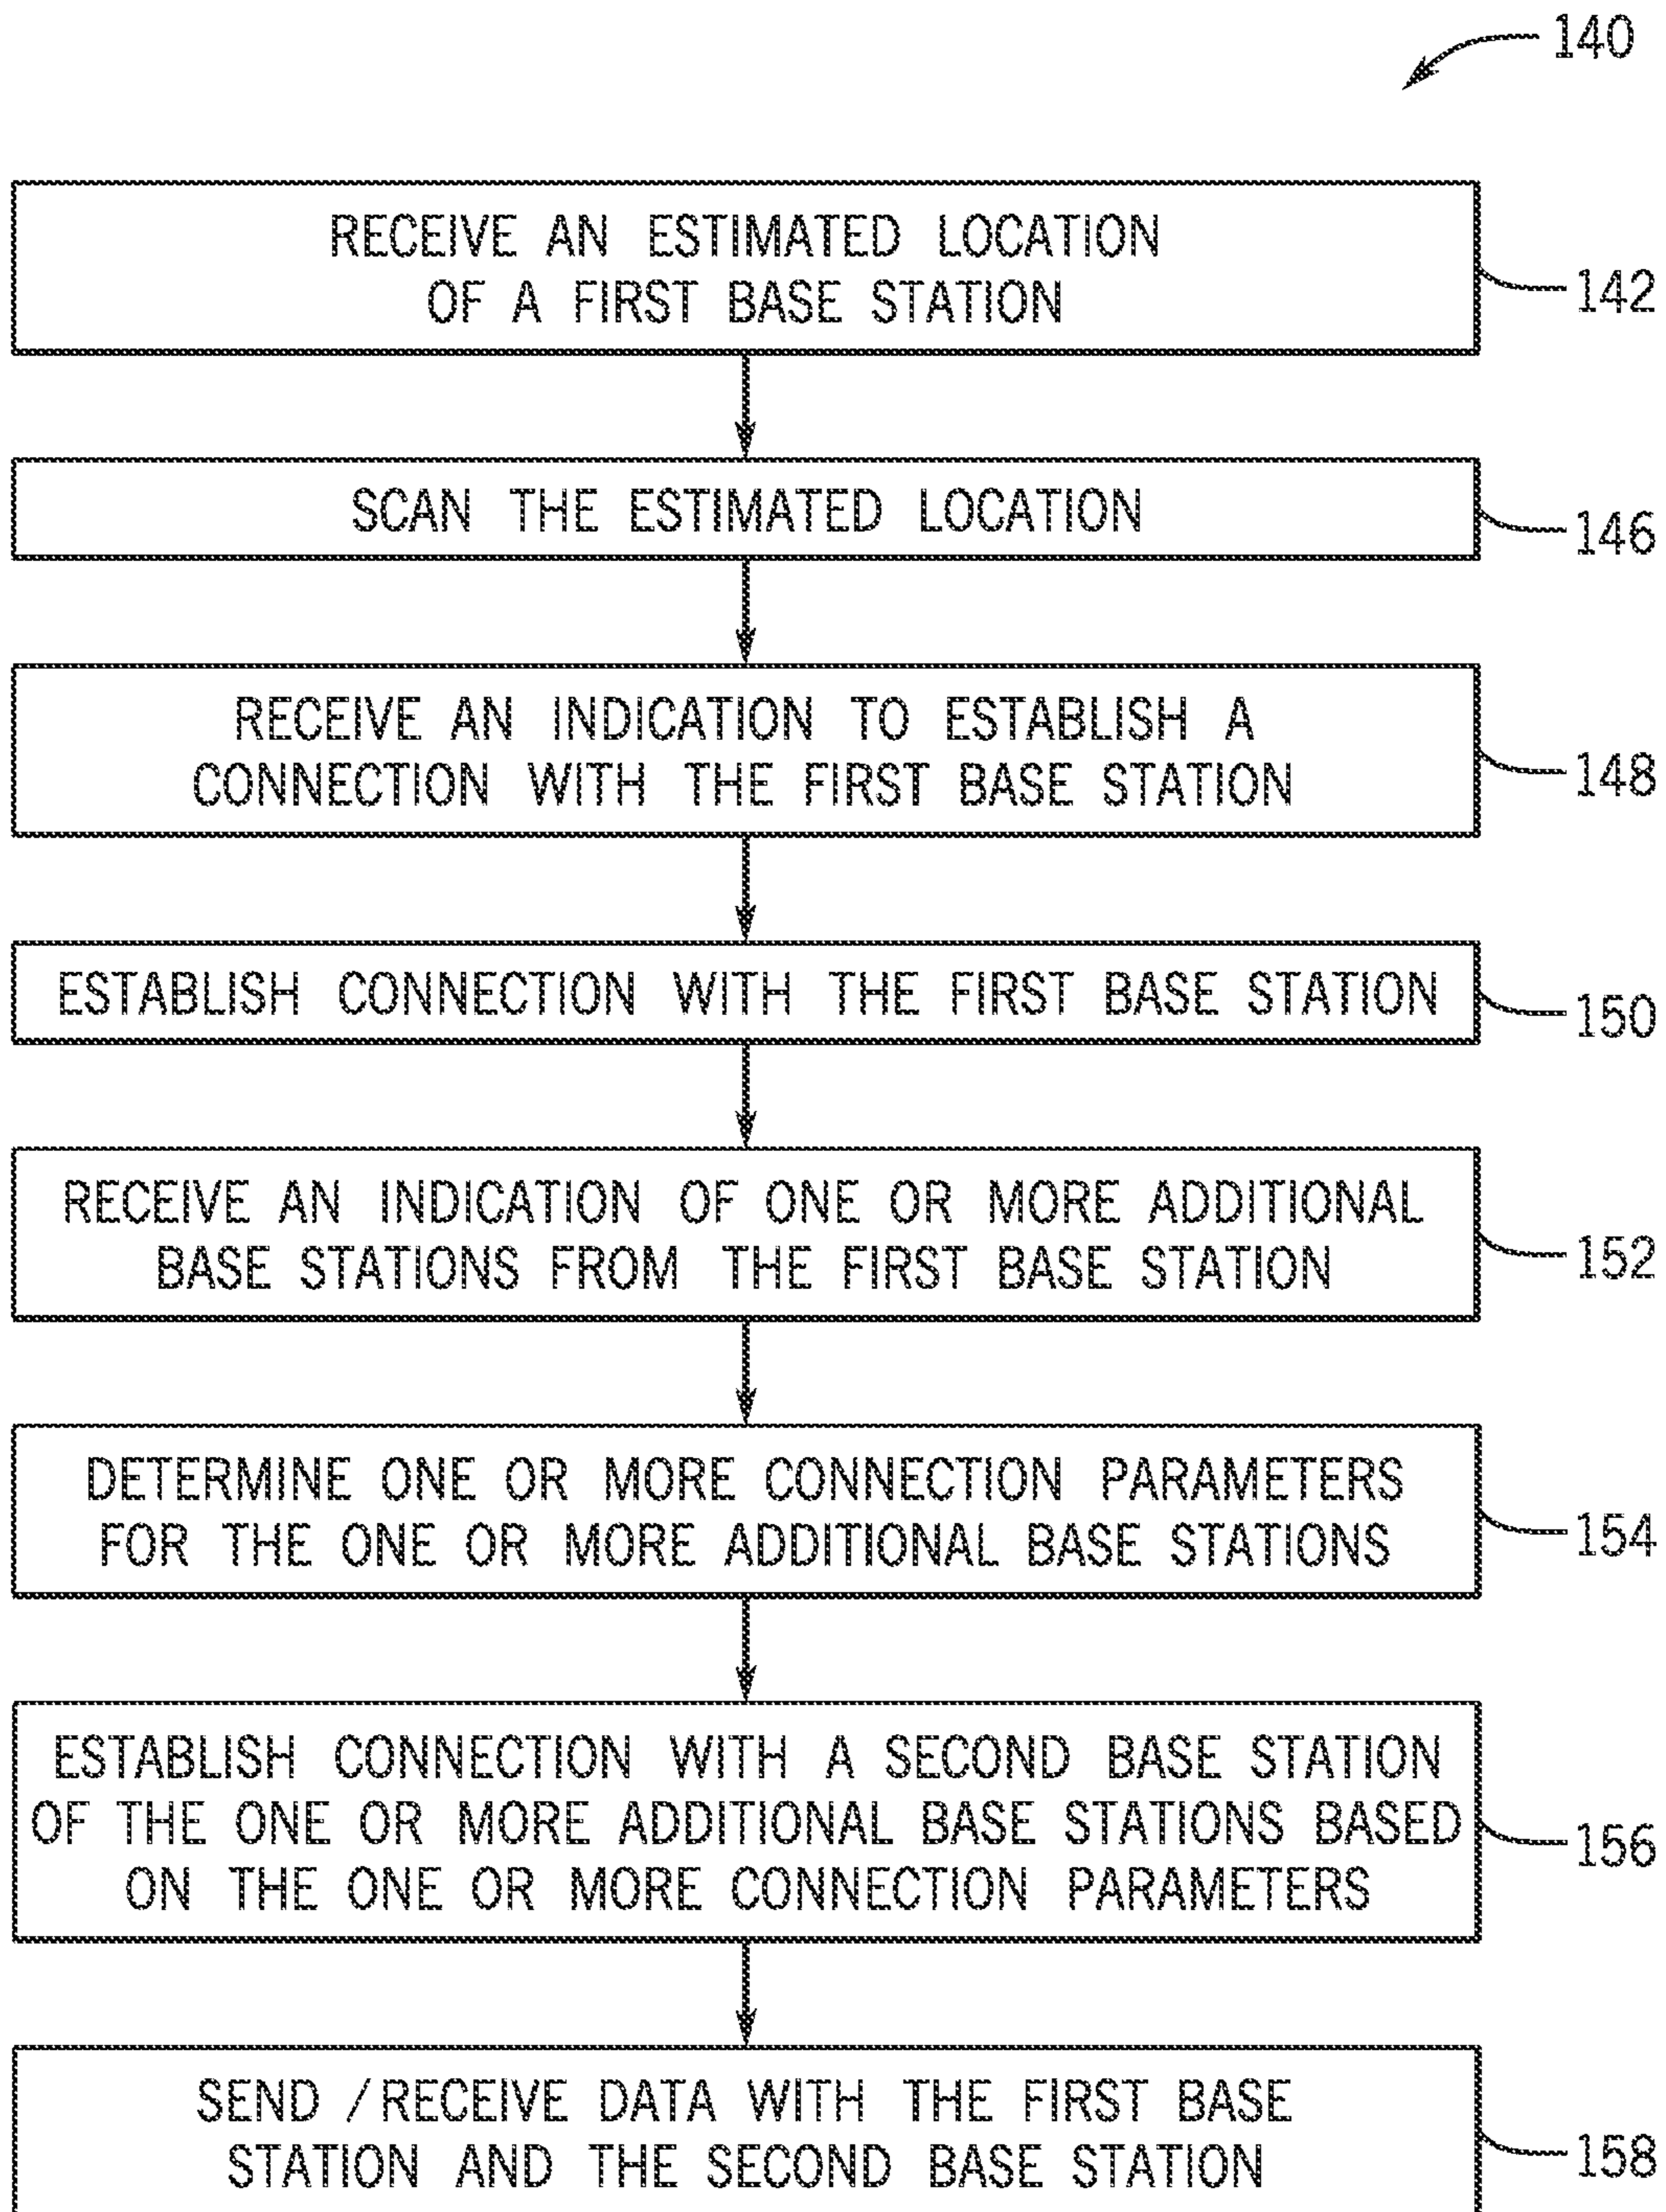 140
RECEIVE AN ESTIMATED LOCATION
OF A FIRST BASE STATION
142
SCAN THE ESTIMATED LOCATION
146
RECEIVE AN INDICATION TO ESTABLISH A
CONNECTION WITH THE FIRST BASE STATION
148
ESTABLISH CONNECTION WITH THE FIRST BASE STATION
150
RECEIVE AN INDICATION OF ONE OR MORE ADDITIONAL
BASE STATIONS FROM THE FIRST BASE STATION
152
DETERMINE ONE OR MORE CONNECTION PARAMETERS
FOR THE ONE OR MORE ADDITIONAL BASE STATIONS
154
ESTABLISH CONNECTION WITH A SECOND BASE STATION
OF THE ONE OR MORE ADDITIONAL BASE STATIONS BASED
ON THE ONE OR MORE CONNECTION PARAMETERS
156
SEND /RECEIVE DATA WITH THE FIRST BASE
STATION AND THE SECOND BASE STATION
158